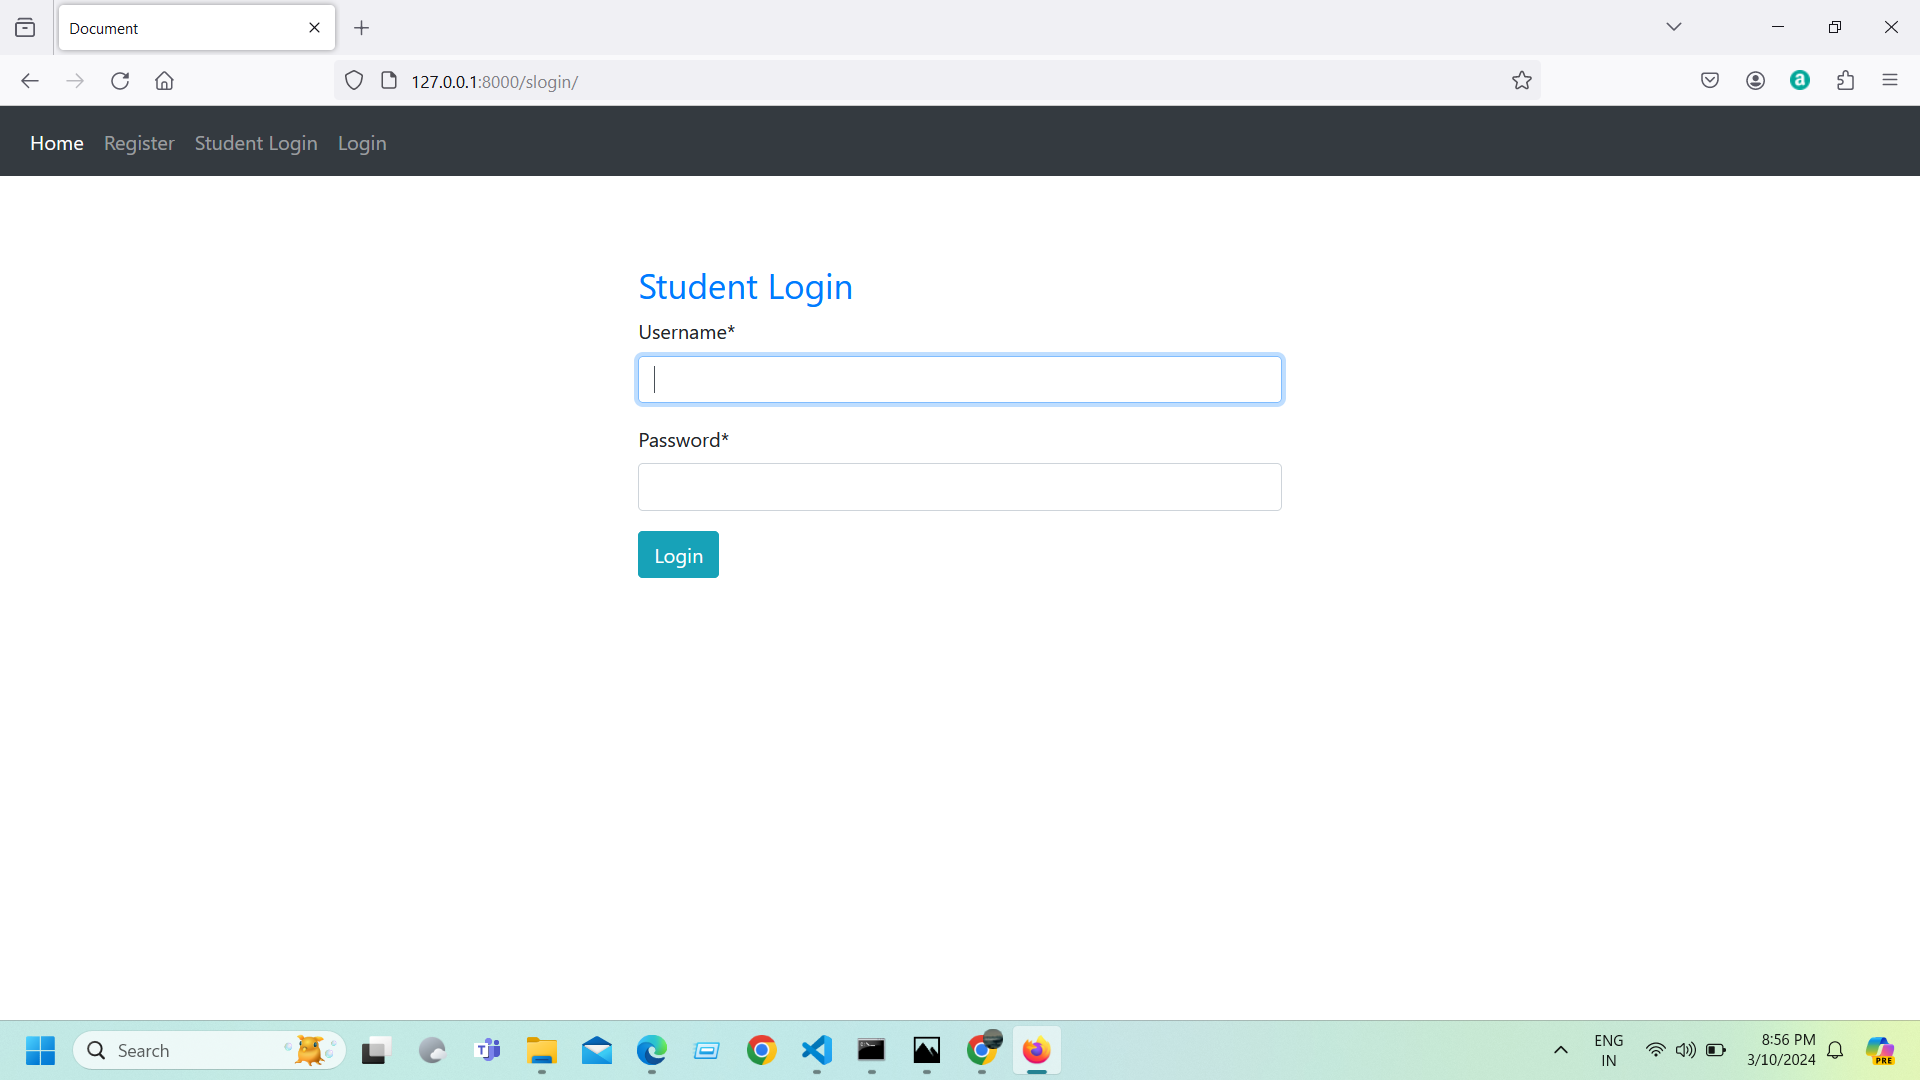 Document
127.0.0.1:8000/slogin/
Home Register Student Login Login
Student Login
Username*
Password*
Login
Search
ENG
IN
8:56 PM
3/10/2024
PRE